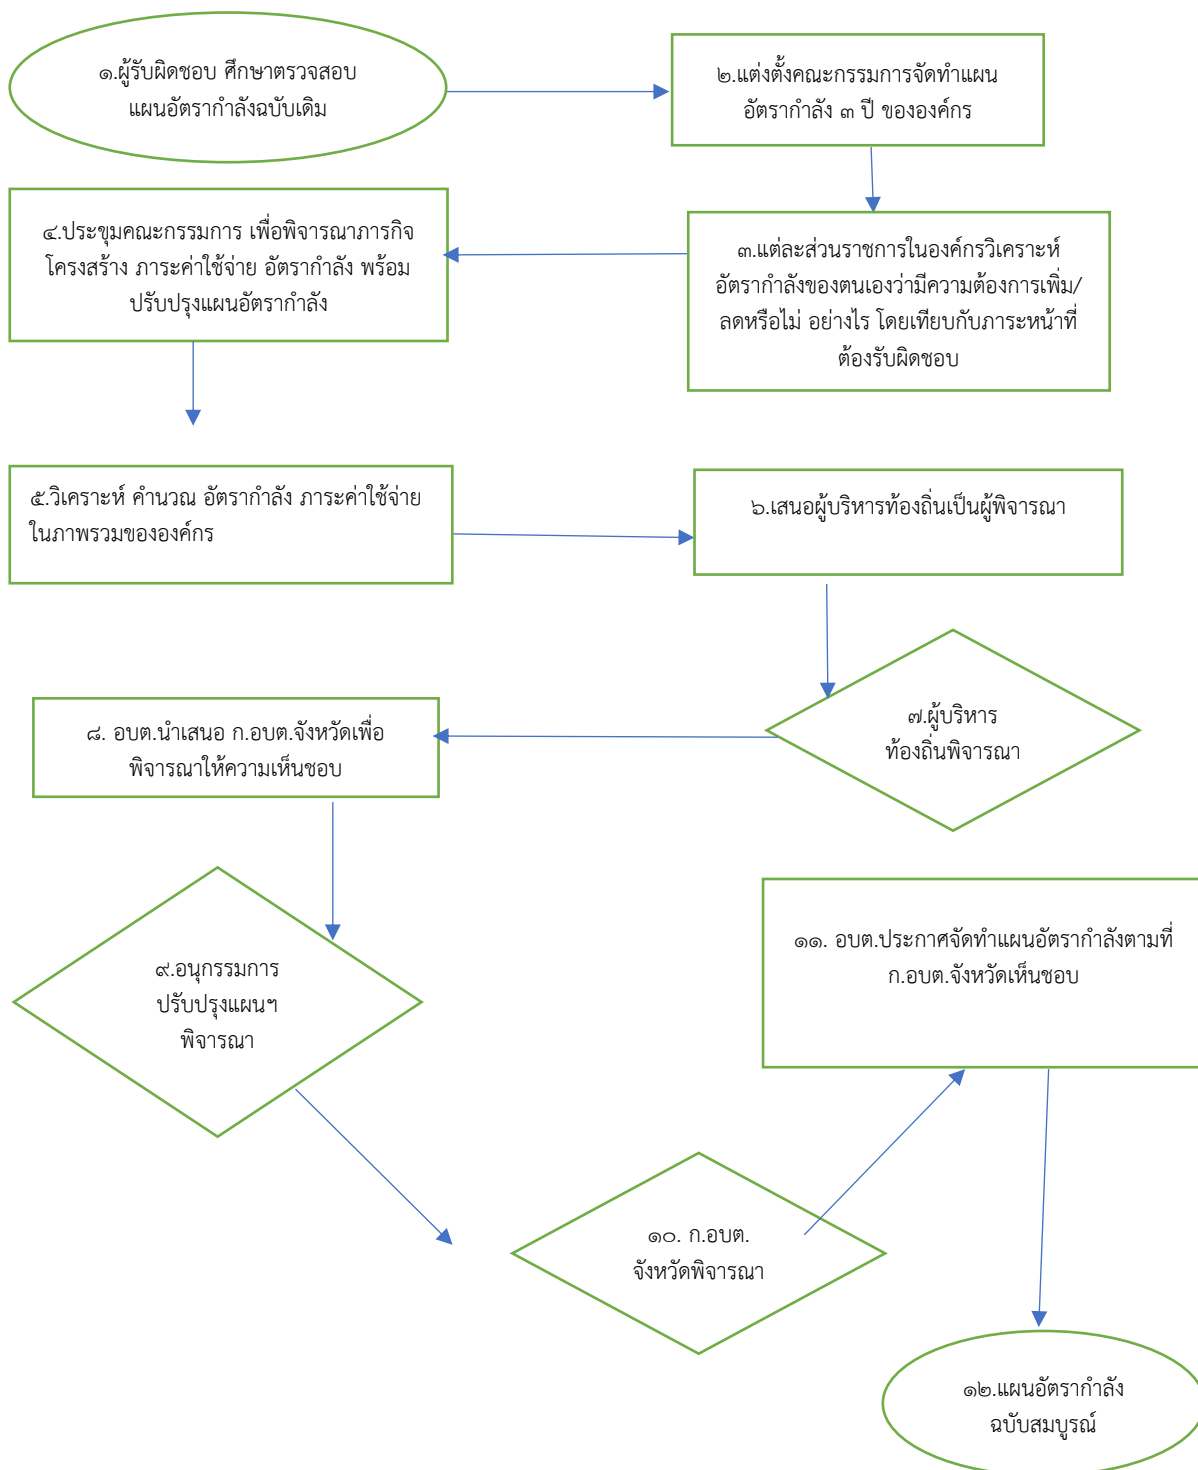 ๑.ผู้รับผิดชอบ ศึกษาตรวจสอบ
แผนอัตรากำลังฉบับเดิม
๒.แต่งตั้งคณะกรรมการจัดทำแผน
อัตรากำลัง ๓ ปี ขององค์กร
๓.แต่ละส่วนราชการในองค์กรวิเคราะห์
อัตรากำลังของตนเองว่ามีความต้องการเพิ่ม/
ลดหรือไม่ อย่างไร โดยเทียบกับภาระหน้าที่
ต้องรับผิดชอบ
๔.ประชุมคณะกรรมการ เพื่อพิจารณาภารกิจ
โครงสร้าง ภาระค่าใช้จ่าย อัตรากำลัง พร้อม
ปรับปรุงแผนอัตรากำลัง
๕.วิเคราะห์ คำนวณ อัตรากำลัง ภาระค่าใช้จ่าย
ในภาพรวมขององค์กร
๖.เสนอผู้บริหารท้องถิ่นเป็นผู้พิจารณา
๗.ผู้บริหาร
ท้องถิ่นพิจารณา
๘. อบต.นำเสนอ ก.อบต.จังหวัดเพื่อ
พิจารณาให้ความเห็นชอบ
๙.อนุกรรมการ
ปรับปรุงแผนฯ
พิจารณา
๑๐. ก.อบต.
จังหวัดพิจารณา
๑๑. อบต.ประกาศจัดทำแผนอัตรากำลังตามที่
ก.อบต.จังหวัดเห็นชอบ
๑๒.แผนอัตรากำลัง
ฉบับสมบูรณ์